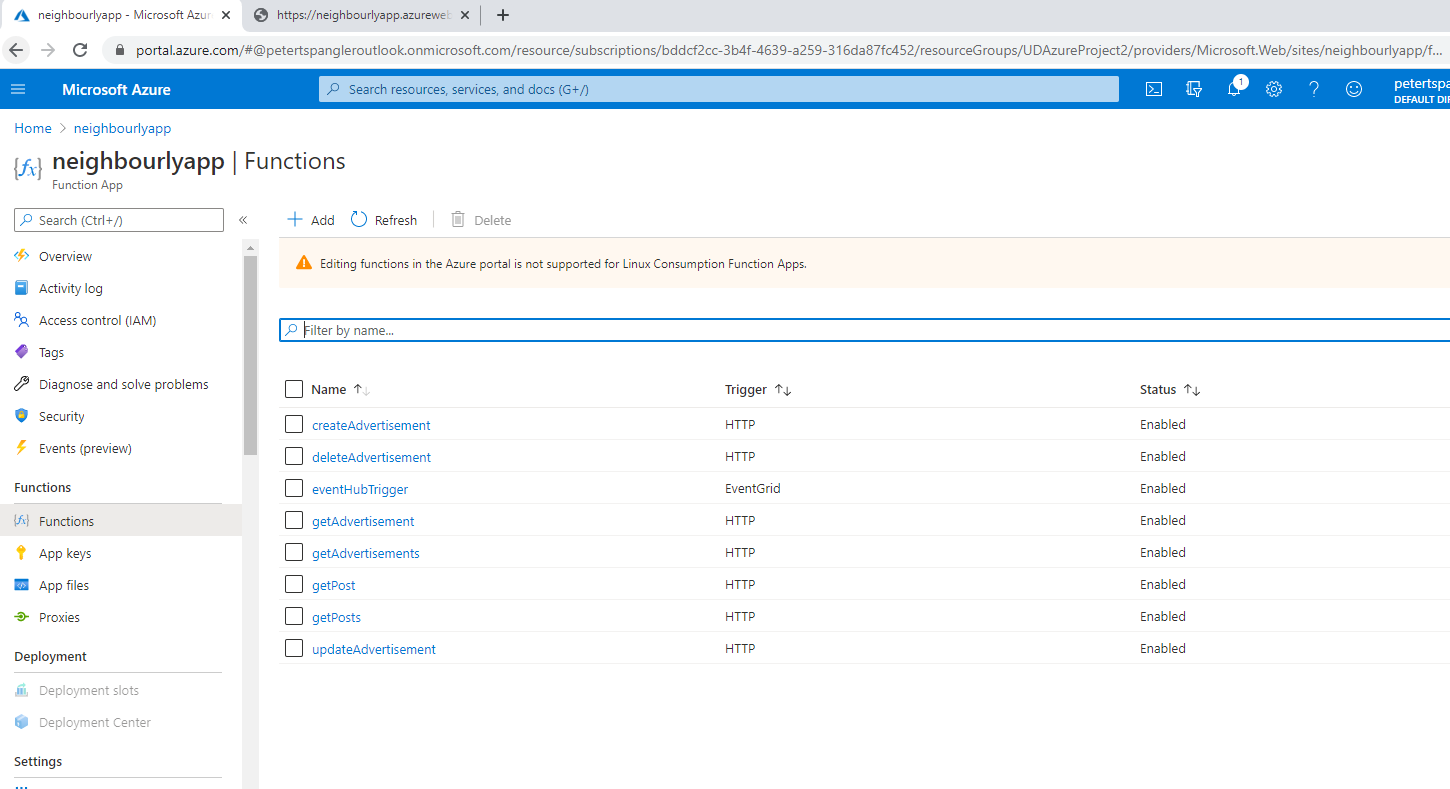 neighbourlyapp - Microsoft Azur
https://neighbourlyapp.azureweb
portal.azure.com/#@petertspangleroutlook.onmicrosoft.com/resource/subscriptions/bddcf2cc-3b4f-4639-a259-316da87fc452/resourceGroups/UDAzureProject2/providers/Microsoft.Web/sites/neighbourlyapp/f...
Microsoft Azure
Search resources, services, and docs (G+/)
1
petertspa
DEFAULT DIR
Home > neighbourlyapp
neighbourlyapp | Functions
Function App
Search (Ctrl+/)
«
Overview
Activity log
Access control (IAM)
Tags
Diagnose and solve problems
Security
Events (preview)
Functions
Functions
App keys
App files
Proxies
Deployment
Deployment slots
Deployment Center
Settings
Add Refresh Delete
Editing functions in the Azure portal is not supported for Linux Consumption Function Apps.
Filter by name...
Name Trigger Status
createAdvertisement HTTP Enabled
deleteAdvertisement HTTP Enabled
eventHubTrigger EventGrid Enabled
getAdvertisement HTTP Enabled
getAdvertisements HTTP Enabled
getPost HTTP Enabled
getPosts HTTP Enabled
updateAdvertisement HTTP Enabled